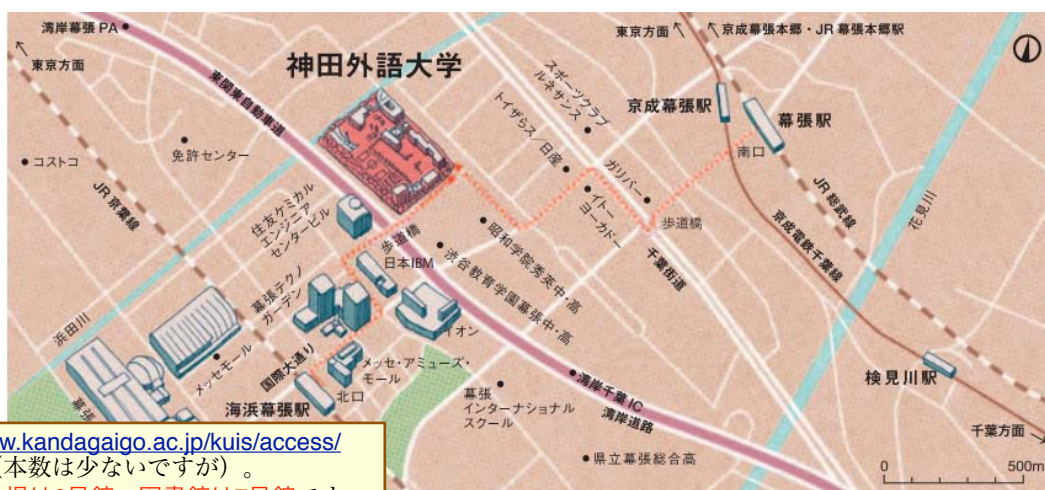 湾岸幕張PA
東京方面
京成幕張本郷・JR幕張本郷駅
東京方面
神田外語大学
東関東自動車道
スポーツクラブ
ルネサンス
京成幕張駅
幕張駅
南口
トイザらス/日産
ガリバー
イトー
ヨーカドー
歩道橋
千葉街道
JR総武線
京成電鉄千葉線
花見川
コストコ
免許センター
JR京葉線
住友ケミカル
エンジニア
センタービル
歩道橋
日本IBM
昭和学院秀英中・高
渋谷教育学園幕張中・高
幕張テクノ
ガーデン
イオン
浜田川
メッセモール
国際大通り
メッセ・アミューズ・
モール
北口
海浜幕張駅
幕張
幕張
インターナショナル
スクール
湾岸千葉IC
湾岸道路
県立幕張総合高
検見川駅
千葉方面
0 500m
w.kandagaigo.ac.jp/kuis/access/
(本数は少ないですが)。